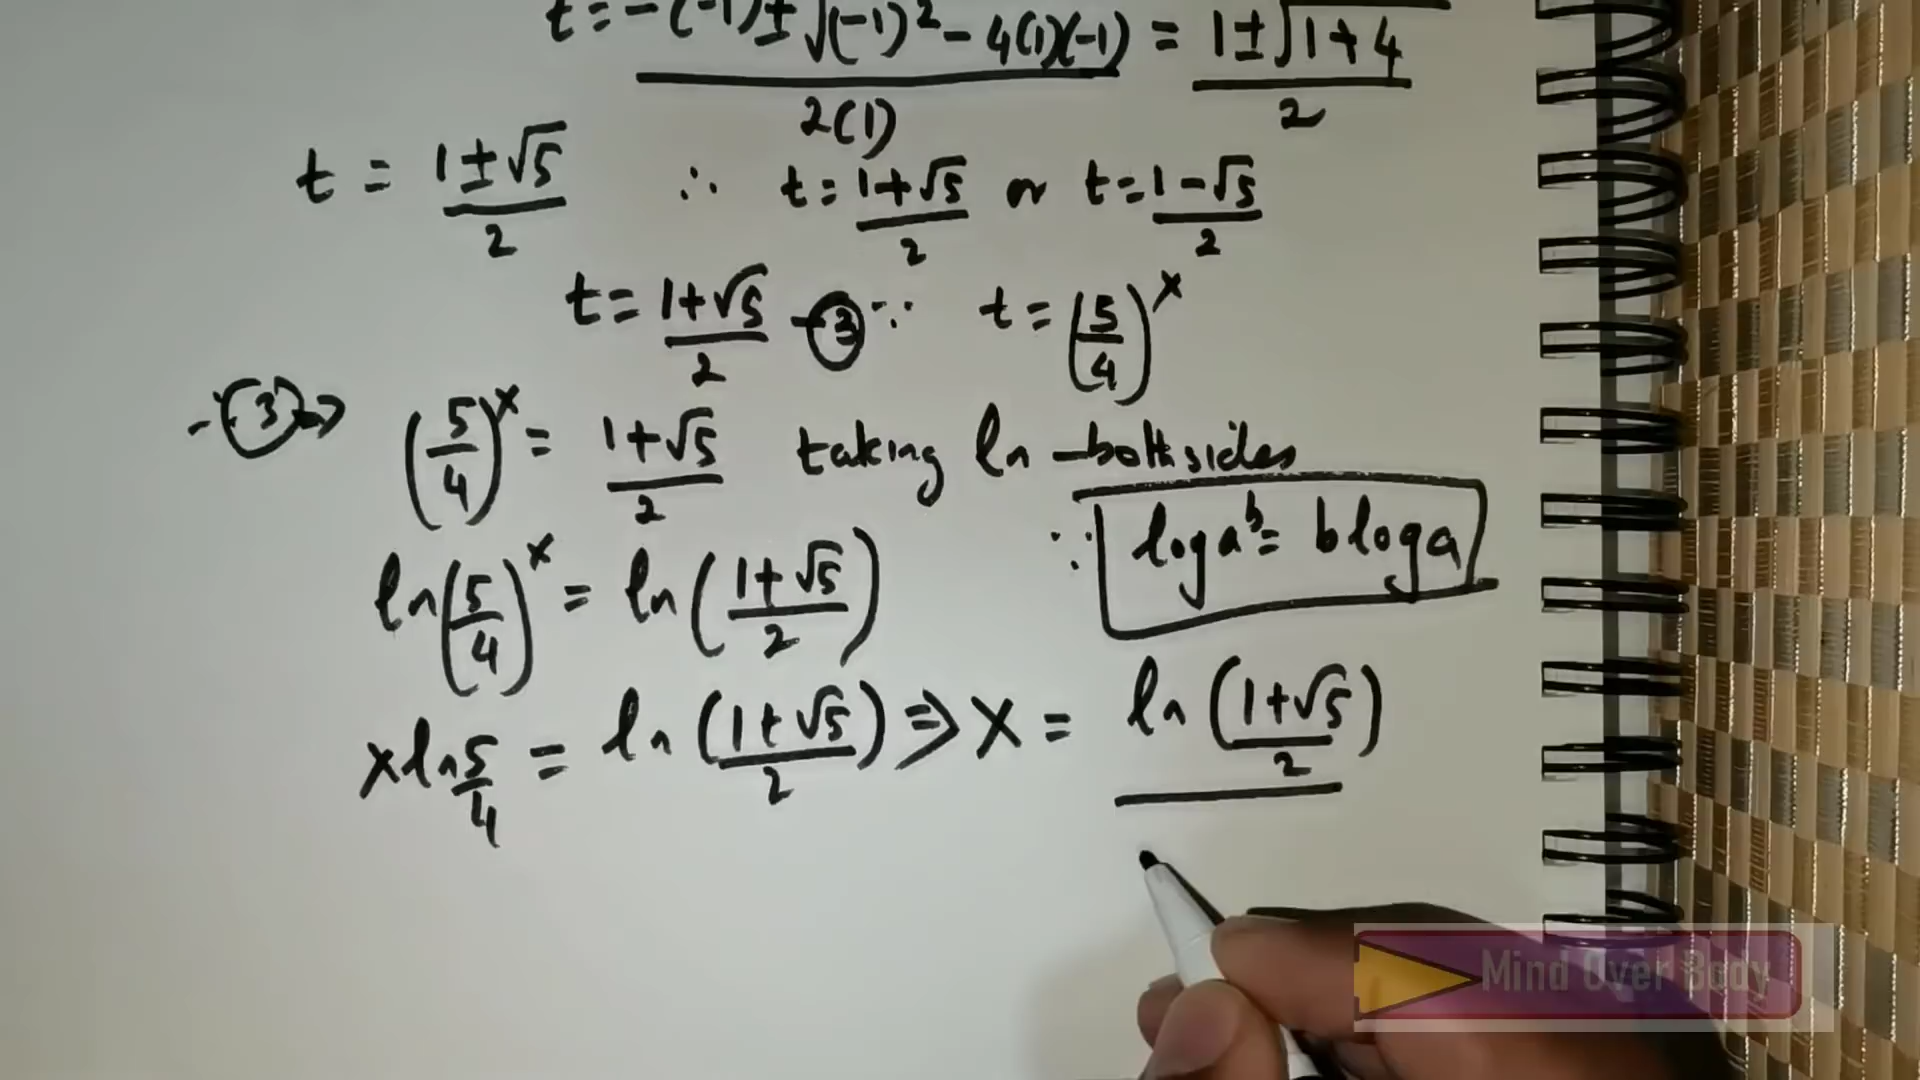 t = -(-1) ± √(-1)² - 4(1)(-1) / 2(1) = 1 ± √1+4 / 2
t = 1±√5 / 2 ∴ t = 1+√5 / 2 or t = 1-√5 / 2
t = 1+√5 / 2 - ③ ∵ t = (5/4)^x
- ③ → (5/4)^x = 1+√5 / 2 taking ln both sides
∵ log a^b = b log a
ln (5/4)^x = ln (1+√5 / 2)
x ln 5/4 = ln (1+√5 / 2) ⇒ x = ln (1+√5 / 2)
Mind Over Body